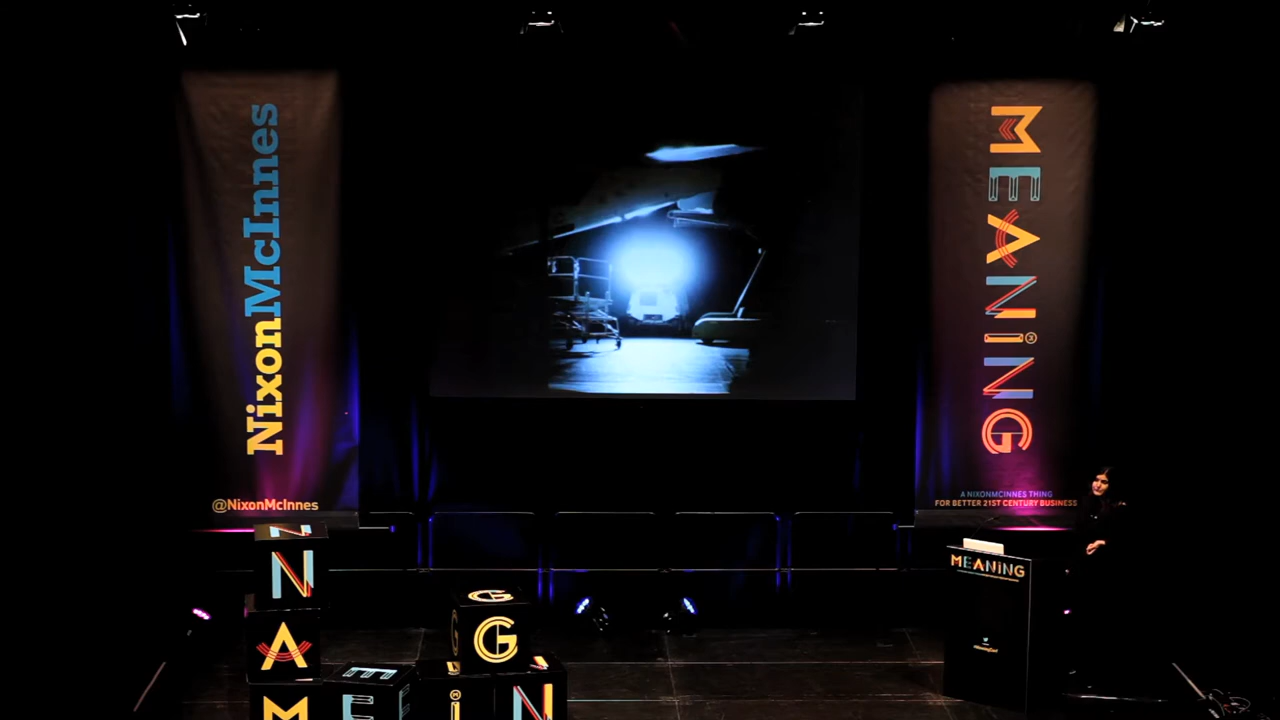 NixonMcInnes
@NixonMcInnes
MEANiNG
A NIXONMCINNES THING
FOR BETTER 21ST CENTURY BUSINESS
MEANiNG
N
N
A
M
E
E
G
G
G
i
N